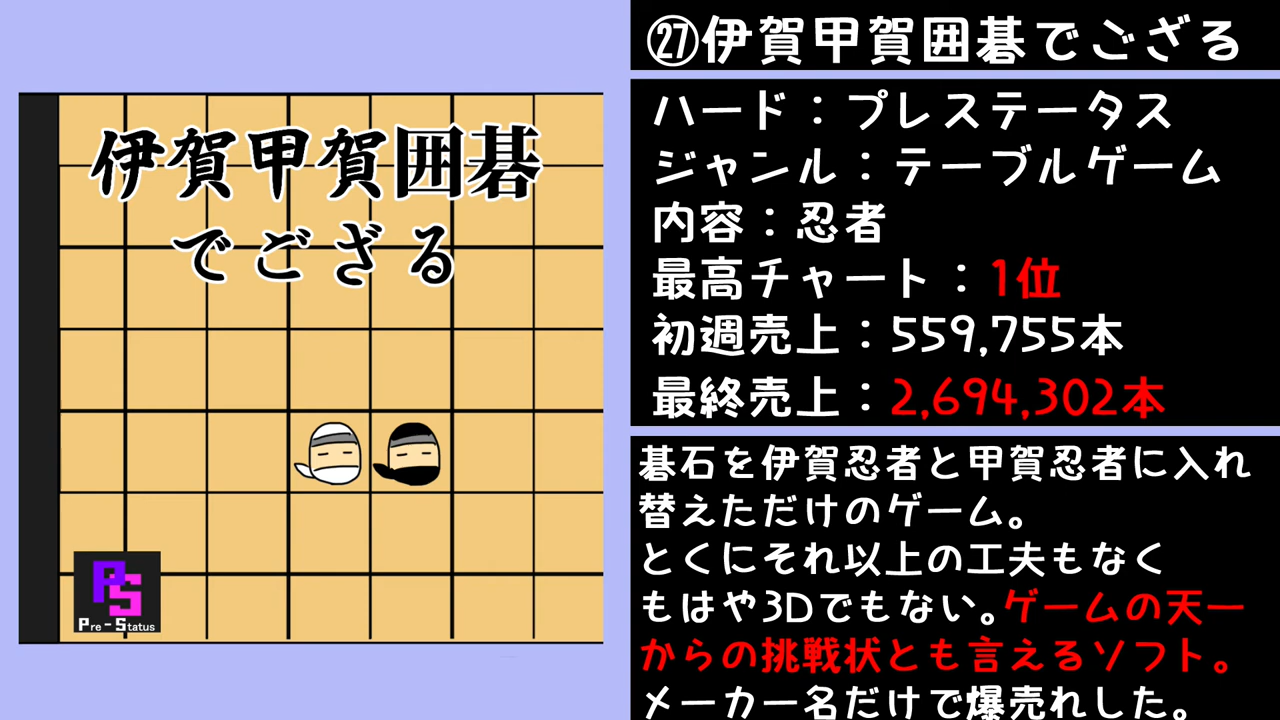 伊賀甲賀囲碁
でござる
PS
Pre-Status
㉗伊賀甲賀囲碁でござる
ハード：プレステータス
ジャンル：テーブルゲーム
内容：忍者
最高チャート：1位
初週売上：559,755本
最終売上：2,694,302本
碁石を伊賀忍者と甲賀忍者に入れ
替えただけのゲーム。
とくにそれ以上の工夫もなく
もはや3Dでもない。ゲームの天一
からの挑戦状とも言えるソフト。
メーカー名だけで爆売れした。